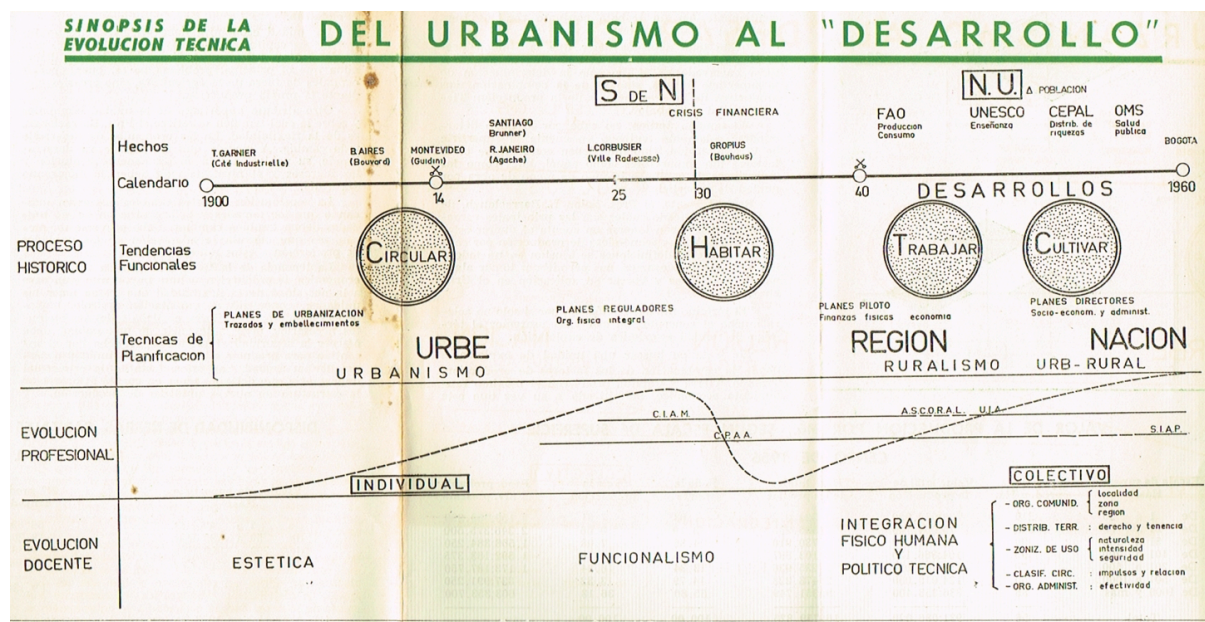 SINOPSIS DE LA
EVOLUCION TECNICA
DEL URBANISMO AL "DESARROLLO"
S DE N
N.U. Δ POBLACION
CRISIS FINANCIERA
FAO
Produccion
Consumo
UNESCO
Enseñanza
CEPAL
Distrib. de
riquezas
OMS
Salud
publica
PROCESO
HISTORICO
Hechos
T. GARNIER
(Cité Industrielle)
B.AIRES
(Bouvard)
MONTEVIDEO
(Guidini)
SANTIAGO
Brunner)
R.JANEIRO
(Agache)
L.CORBUSIER
(Ville Radieusse)
GROPIUS
(Bauhaus)
BOGOTA
Calendario
1900
14
25
30
40
1960
DESARROLLOS
Tendencias
Funcionales
CIRCULAR
HABITAR
TRABAJAR
CULTIVAR
Tecnicas de
Planificacion
PLANES DE URBANIZACION
Trazados y embellecimientos
PLANES REGULADORES
Org. fisica integral
PLANES PILOTO
Finanzas fisicas economia
PLANES DIRECTORES
Socio-econom. y administ.
URBE
URBANISMO
REGION
RURALISMO
NACION
URB-RURAL
EVOLUCION
PROFESIONAL
C.I.A.M.
A.S.C.O.R.A.L. U.I.A.
C.P.A.A.
S.I.A.P.
INDIVIDUAL
COLECTIVO
EVOLUCION
DOCENTE
ESTETICA
FUNCIONALISMO
INTEGRACION
FISICO HUMANA
Y
POLITICO TECNICA
- ORG. COMUNID.
localidad
zona
region
- DISTRIB. TERR. : derecho y tenencia
- ZONIZ. DE USO
naturaleza
intensidad
seguridad
- CLASIF. CIRC. : impulsos y relacion
- ORG. ADMINIST. : efectividad